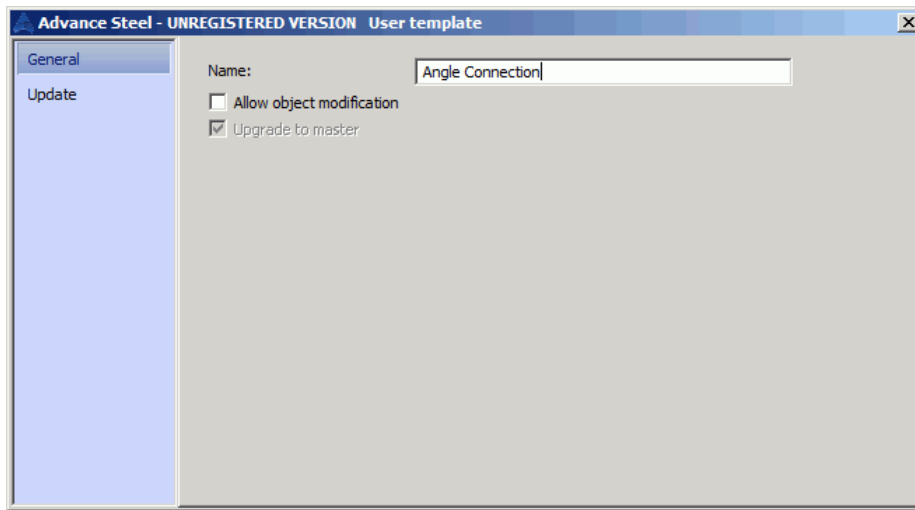 Advance Steel - UNREGISTERED VERSION User template
General
Update
Name:
Angle Connection
Allow object modification
Upgrade to master